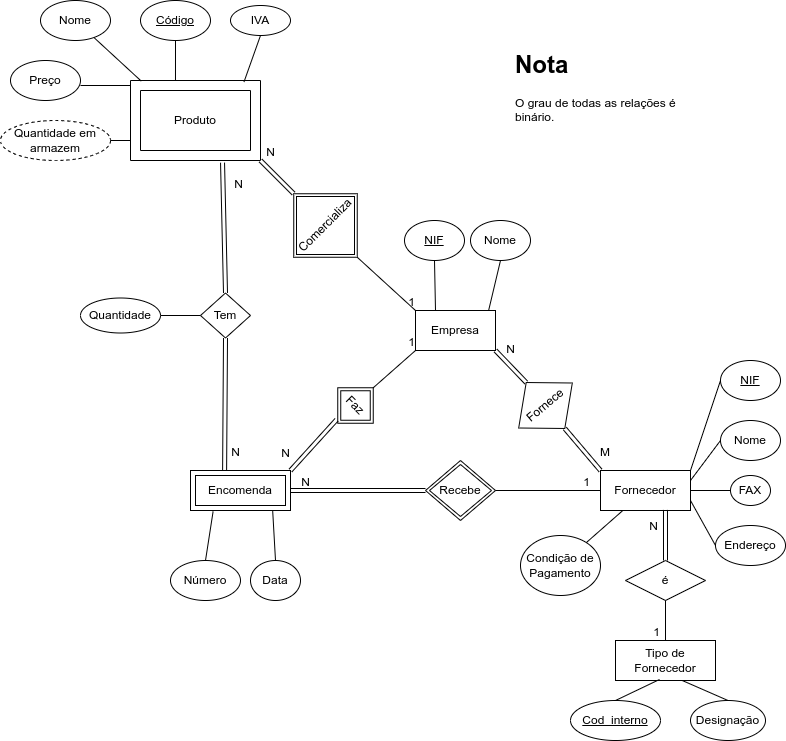 Nome
Código
IVA
Nota
Preço
O grau de todas as relações é
binário.
Produto
Quantidade em
armazem
N
N
Comercializa
NIF
Nome
1
Quantidade
Tem
Empresa
1
N
Faz
Fornece
NIF
Nome
N
N
M
N
1
Encomenda
Recebe
Fornecedor
FAX
N
Endereço
Condição de
Pagamento
Número
Data
é
1
Tipo de
Fornecedor
Cod_interno
Designação